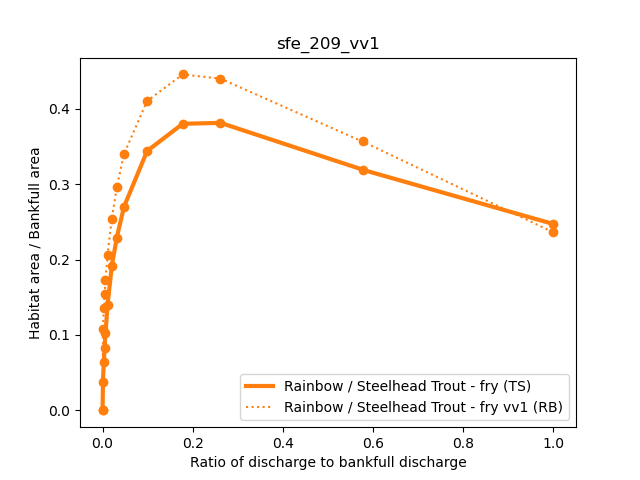 sfe_209_vv1
Habitat area / Bankfull area
0.4
0.3
0.2
0.1
0.0
Rainbow / Steelhead Trout - fry (TS)
Rainbow / Steelhead Trout - fry vv1 (RB)
0.0 0.2 0.4 0.6 0.8 1.0
Ratio of discharge to bankfull discharge